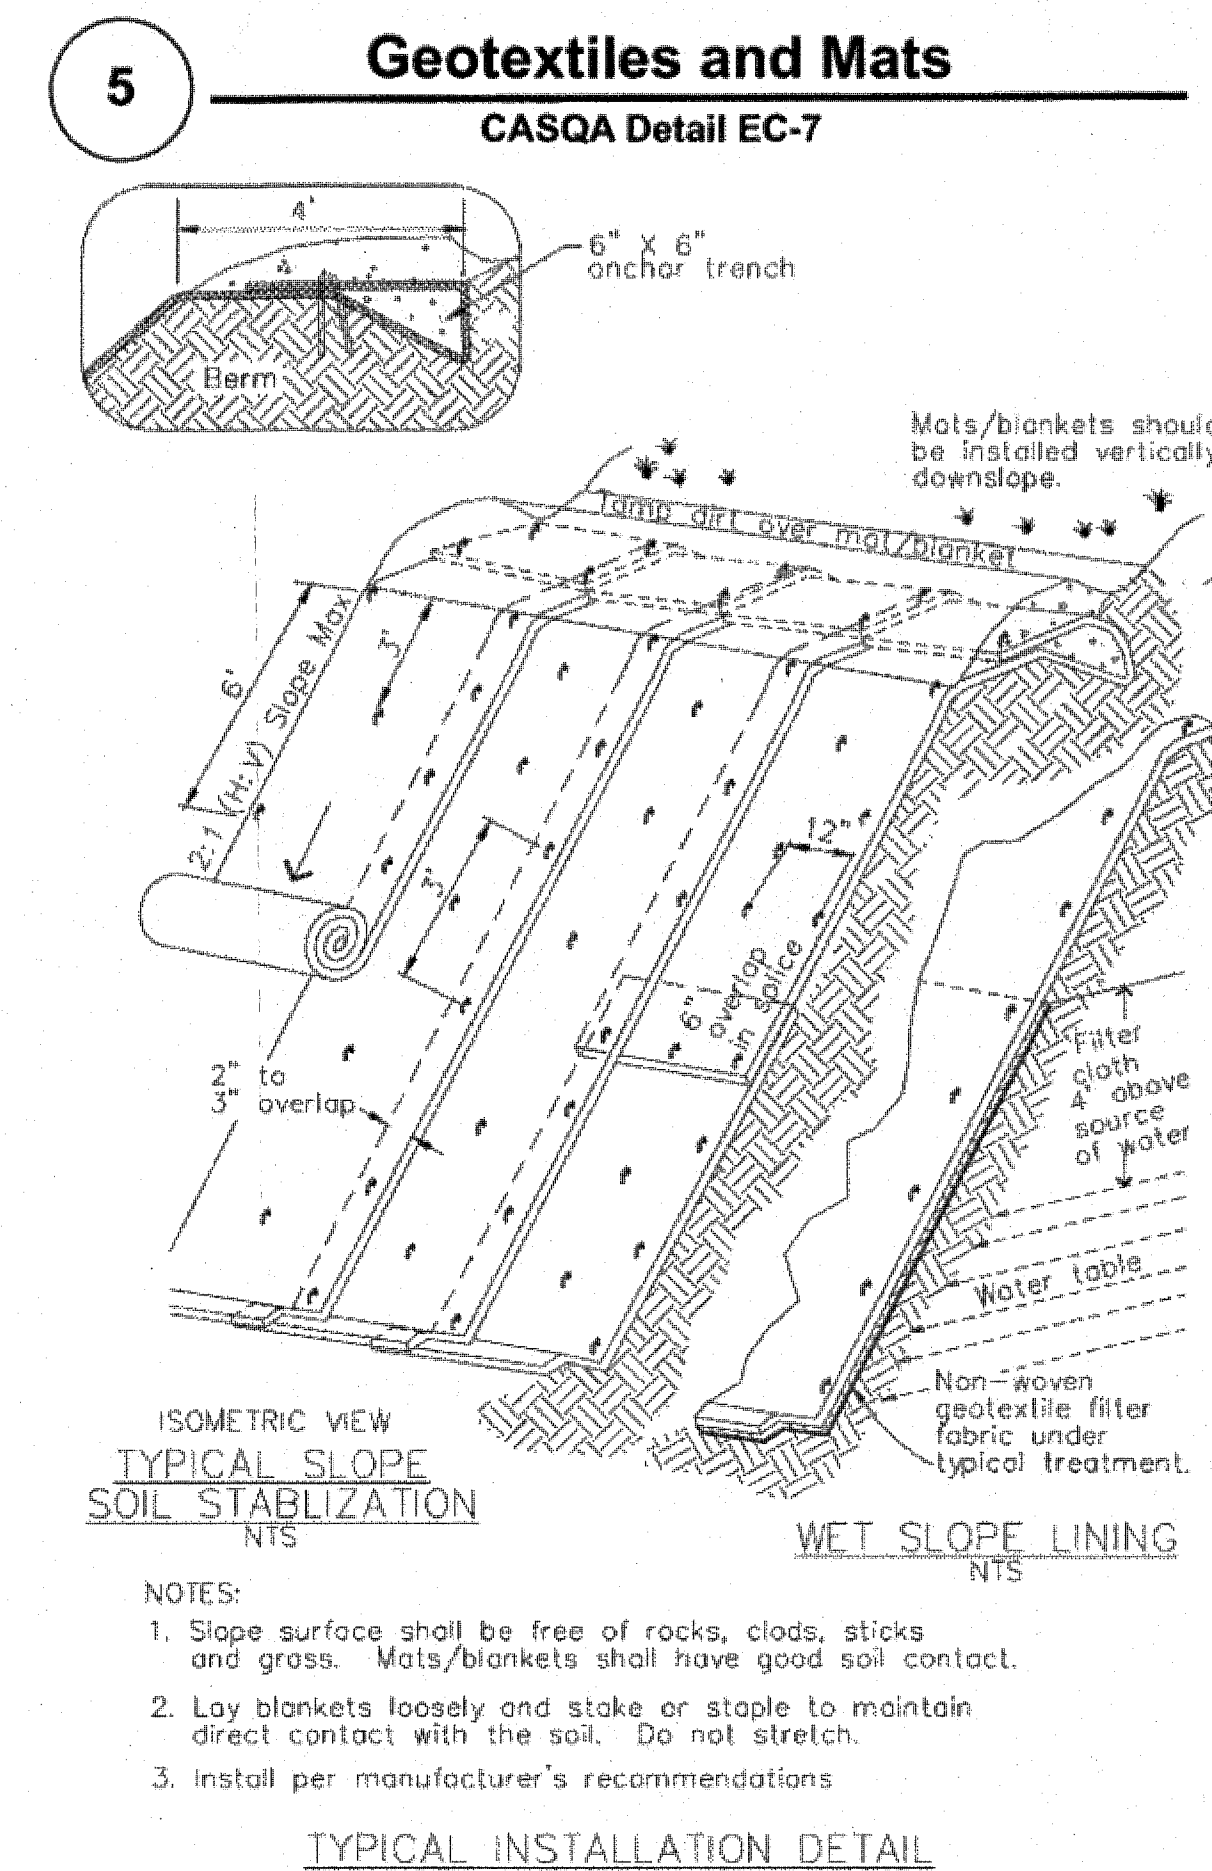 5
Geotextiles and Mats
CASQA Detail EC-7
4'
6" X 6"
anchor trench
Berm
Mats/blankets should
be installed vertically
downslope.
Tamp dirt over mat/blanket
6'
2:1 (H:V) Slope Max
3'
3'
12"
6"
overlap
in splice
2" to
3" overlap
Filter
cloth
4' above
source
of water
Water table
Non-woven
geotextile filter
fabric under
typical treatment.
ISOMETRIC VIEW
TYPICAL SLOPE
SOIL STABLIZATION
NTS
WET SLOPE LINING
NTS
NOTES:
1. Slope surface shall be free of rocks, clods, sticks
and grass. Mats/blankets shall have good soil contact.
2. Lay blankets loosely and stake or staple to maintain
direct contact with the soil. Do not stretch.
3. Install per manufacturer's recommendations
TYPICAL INSTALLATION DETAIL